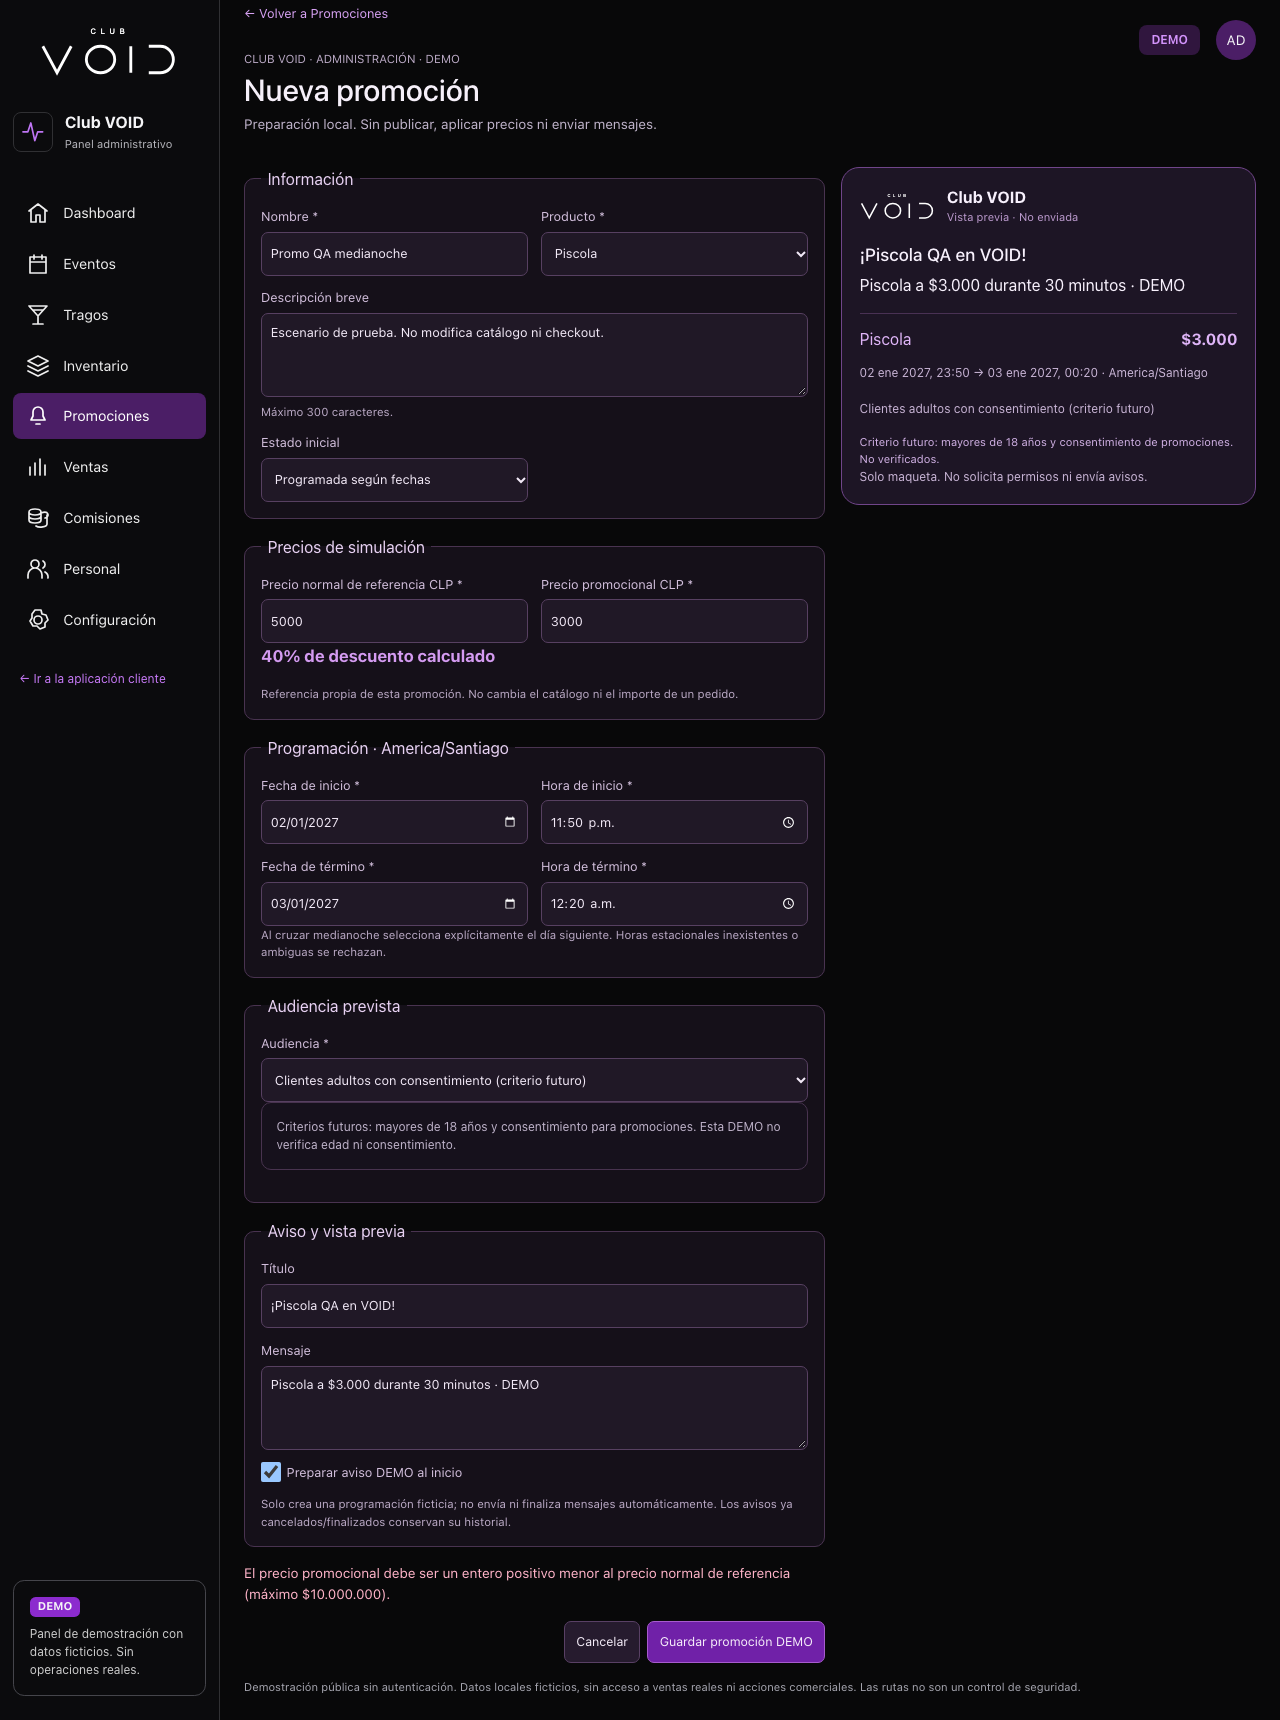 CLUB
VOID
Club VOID
Panel administrativo
Dashboard
Eventos
Tragos
Inventario
Promociones
Ventas
Comisiones
Personal
Configuración
← Ir a la aplicación cliente
DEMO
Panel de demostración con
datos ficticios. Sin
operaciones reales.
← Volver a Promociones
DEMO
AD
CLUB VOID · ADMINISTRACIÓN · DEMO
Nueva promoción
Preparación local. Sin publicar, aplicar precios ni enviar mensajes.
Información
Nombre *
Producto *
Promo QA medianoche
Piscola
Descripción breve
Escenario de prueba. No modifica catálogo ni checkout.
Máximo 300 caracteres.
Estado inicial
Programada según fechas
Precios de simulación
Precio normal de referencia CLP *
Precio promocional CLP *
5000
3000
40% de descuento calculado
Referencia propia de esta promoción. No cambia el catálogo ni el importe de un pedido.
Programación · America/Santiago
Fecha de inicio *
Hora de inicio *
02/01/2027
11:50 p.m.
Fecha de término *
Hora de término *
03/01/2027
12:20 a.m.
Al cruzar medianoche selecciona explícitamente el día siguiente. Horas estacionales inexistentes o
ambiguas se rechazan.
Audiencia prevista
Audiencia *
Clientes adultos con consentimiento (criterio futuro)
Criterios futuros: mayores de 18 años y consentimiento para promociones. Esta DEMO no
verifica edad ni consentimiento.
Aviso y vista previa
Título
¡Piscola QA en VOID!
Mensaje
Piscola a $3.000 durante 30 minutos · DEMO
Preparar aviso DEMO al inicio
Solo crea una programación ficticia; no envía ni finaliza mensajes automáticamente. Los avisos ya
cancelados/finalizados conservan su historial.
El precio promocional debe ser un entero positivo menor al precio normal de referencia
(máximo $10.000.000).
Cancelar
Guardar promoción DEMO
Demostración pública sin autenticación. Datos locales ficticios, sin acceso a ventas reales ni acciones comerciales. Las rutas no son un control de seguridad.
CLUB
VOID
Club VOID
Vista previa · No enviada
¡Piscola QA en VOID!
Piscola a $3.000 durante 30 minutos · DEMO
Piscola
$3.000
02 ene 2027, 23:50 → 03 ene 2027, 00:20 · America/Santiago
Clientes adultos con consentimiento (criterio futuro)
Criterio futuro: mayores de 18 años y consentimiento de promociones.
No verificados.
Solo maqueta. No solicita permisos ni envía avisos.